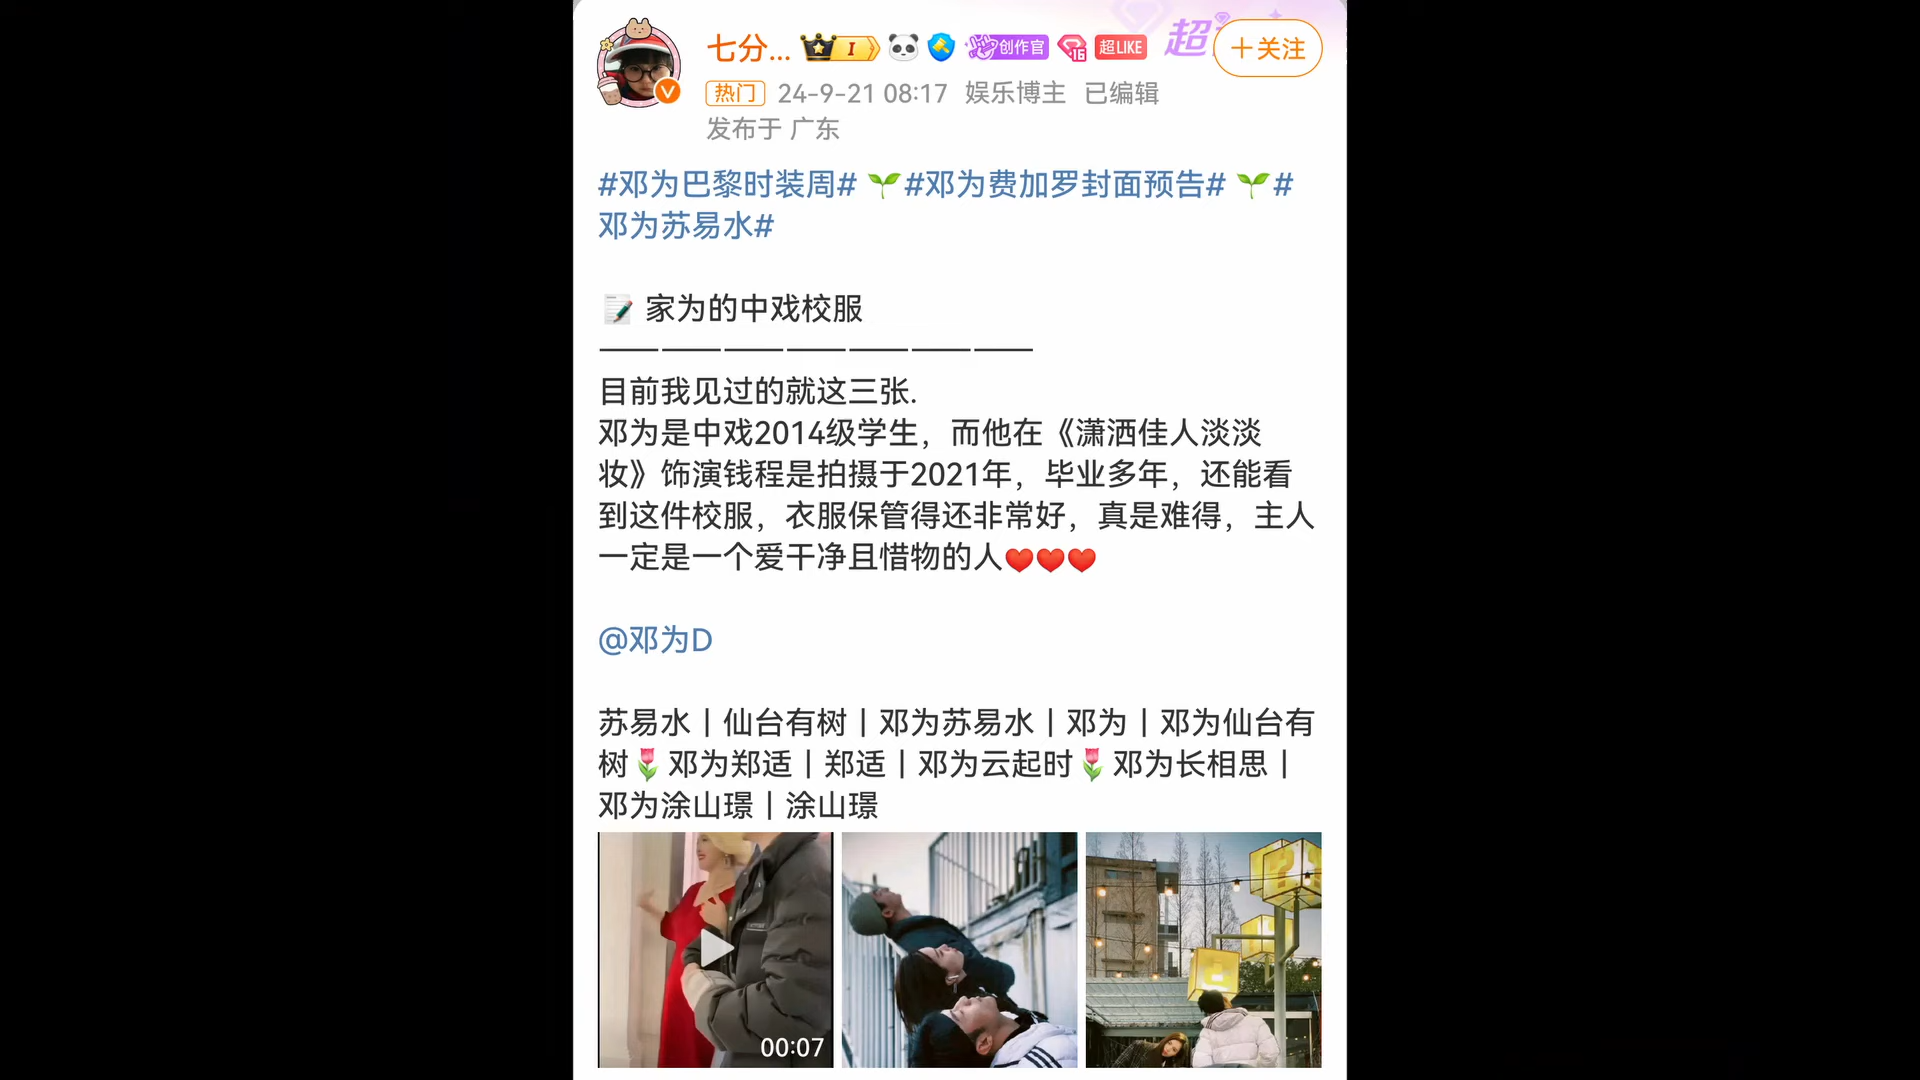 七分... I 创作官 16 超LIKE 超 +关注
热门 24-9-21 08:17 娱乐博主 已编辑
发布于 广东
#邓为巴黎时装周# 🌱#邓为费加罗封面预告# 🌱#
邓为苏易水#
📝 家为的中戏校服
——————————————
目前我见过的就这三张.
邓为是中戏2014级学生，而他在《潇洒佳人淡淡
妆》饰演钱程是拍摄于2021年，毕业多年，还能看
到这件校服，衣服保管得还非常好，真是难得，主人
一定是一个爱干净且惜物的人❤️❤️❤️
@邓为D
苏易水丨仙台有树丨邓为苏易水丨邓为丨邓为仙台有
树🌷邓为郑适丨郑适丨邓为云起时🌷邓为长相思丨
邓为涂山璟丨涂山璟
00:07